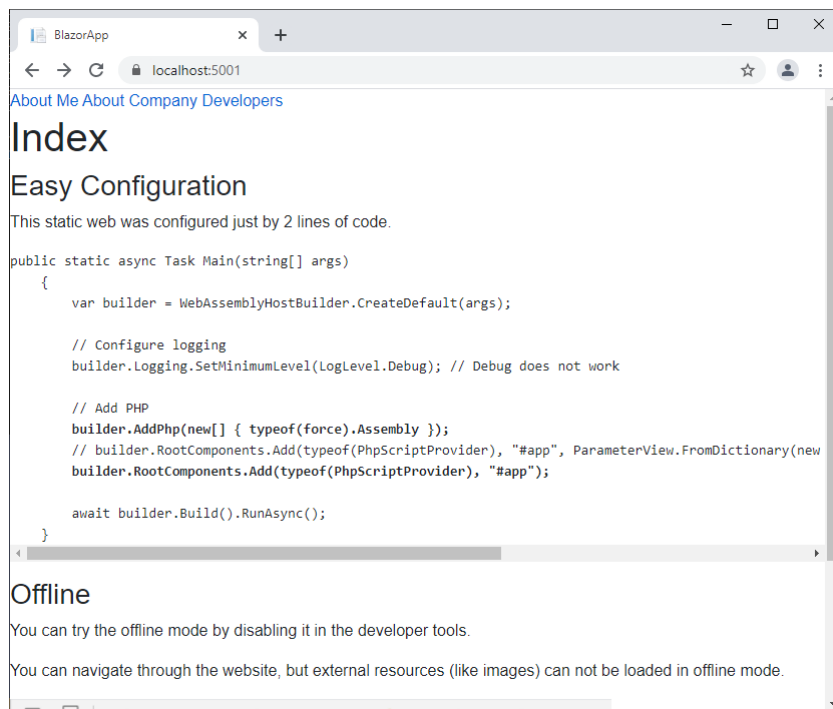 BlazorApp
localhost:5001
About Me About Company Developers
Index
Easy Configuration
This static web was configured just by 2 lines of code.
public static async Task Main(string[] args)
{
var builder = WebAssemblyHostBuilder.CreateDefault(args);
// Configure logging
builder.Logging.SetMinimumLevel(LogLevel.Debug); // Debug does not work
// Add PHP
builder.AddPhp(new[] { typeof(force).Assembly });
// builder.RootComponents.Add(typeof(PhpScriptProvider), "#app", ParameterView.FromDictionary(new
builder.RootComponents.Add(typeof(PhpScriptProvider), "#app");
await builder.Build().RunAsync();
}
Offline
You can try the offline mode by disabling it in the developer tools.
You can navigate through the website, but external resources (like images) can not be loaded in offline mode.